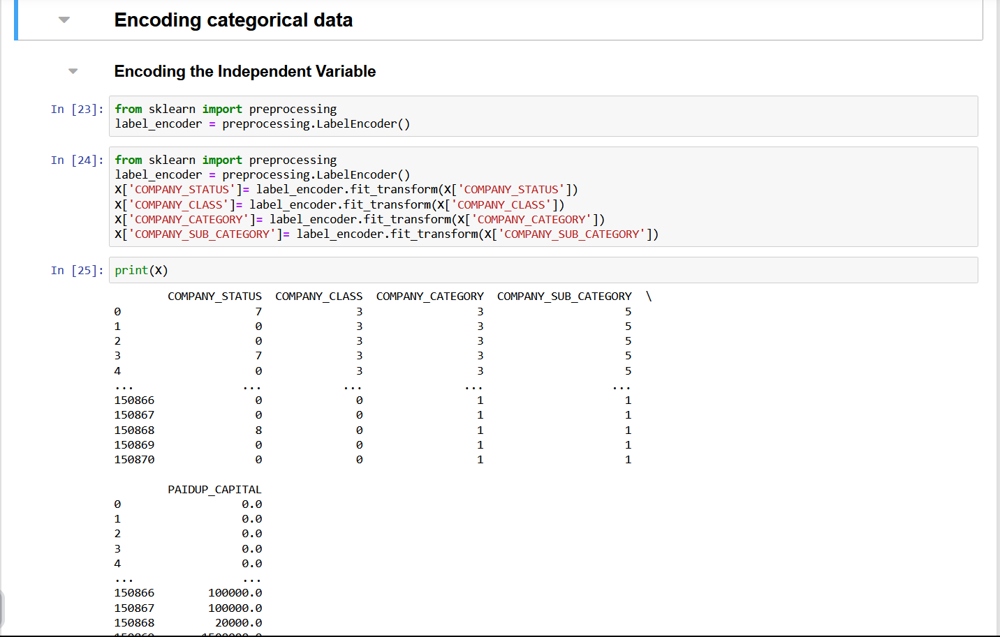 Encoding categorical data
Encoding the Independent Variable
In [23]: from sklearn import preprocessing
label_encoder = preprocessing.LabelEncoder()
In [24]: from sklearn import preprocessing
label_encoder = preprocessing.LabelEncoder()
X['COMPANY_STATUS']= label_encoder.fit_transform(X['COMPANY_STATUS'])
X['COMPANY_CLASS']= label_encoder.fit_transform(X['COMPANY_CLASS'])
X['COMPANY_CATEGORY']= label_encoder.fit_transform(X['COMPANY_CATEGORY'])
X['COMPANY_SUB_CATEGORY']= label_encoder.fit_transform(X['COMPANY_SUB_CATEGORY'])
In [25]: print(X)
COMPANY_STATUS COMPANY_CLASS COMPANY_CATEGORY COMPANY_SUB_CATEGORY \
0 7 3 3 5
1 0 3 3 5
2 0 3 3 5
3 7 3 3 5
4 0 3 3 5
... ... ... ... ...
150866 0 0 1 1
150867 0 0 1 1
150868 8 0 1 1
150869 0 0 1 1
150870 0 0 1 1
PAIDUP_CAPITAL
0 0.0
1 0.0
2 0.0
3 0.0
4 0.0
... ...
150866 100000.0
150867 100000.0
150868 20000.0